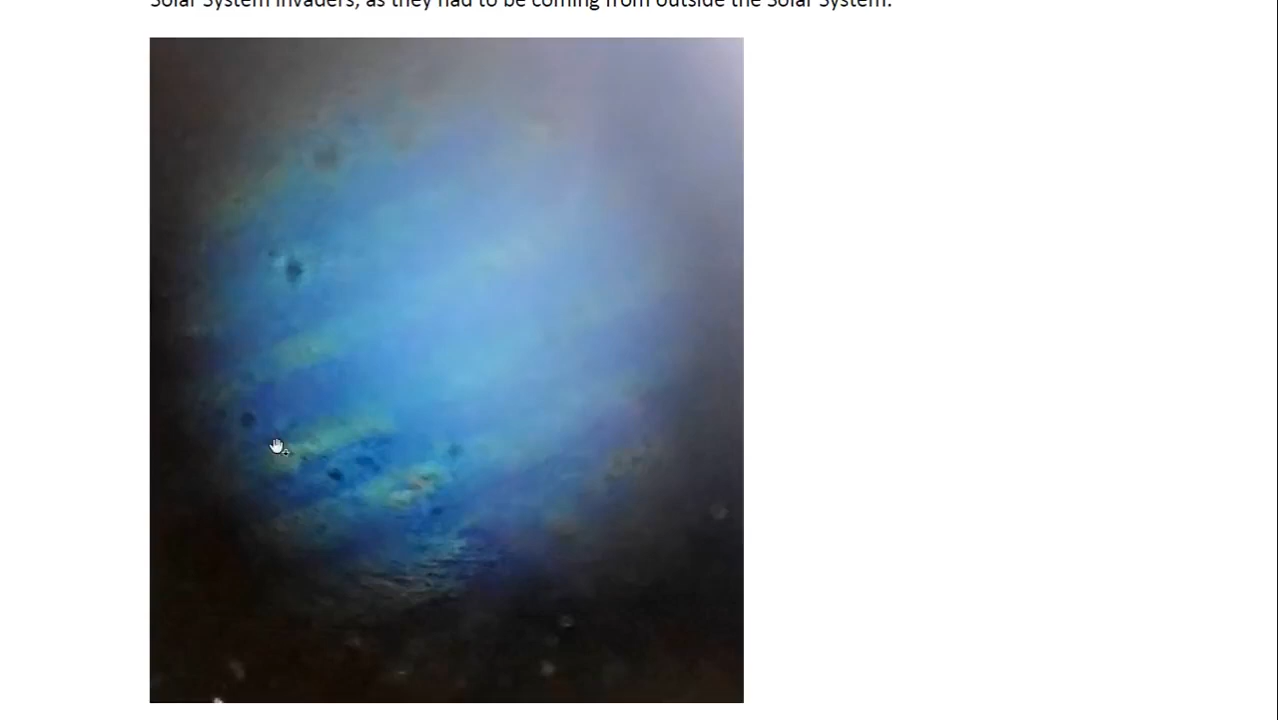 Solar System Invaders, as they had to be coming from outside the Solar System.